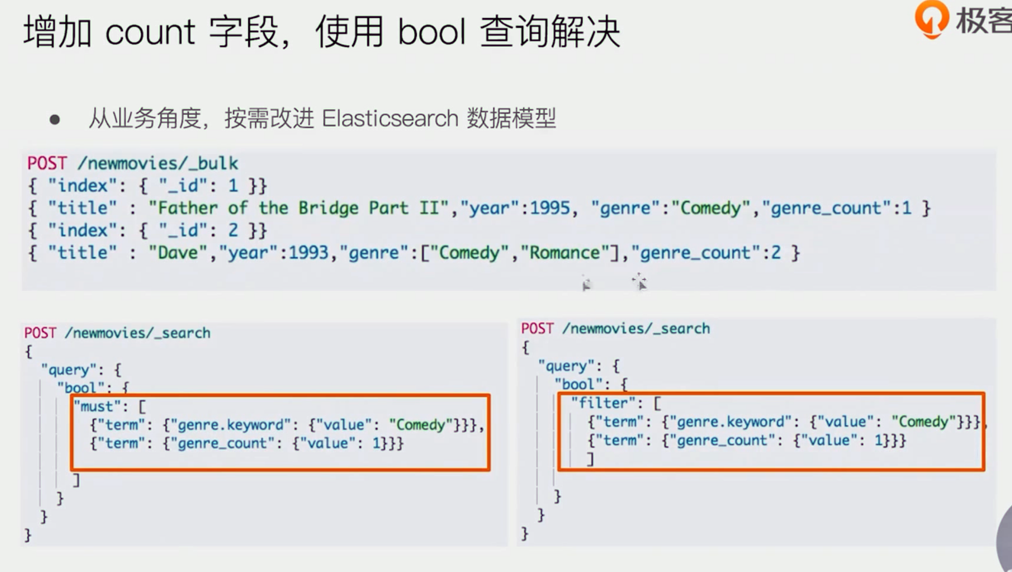 增加 count 字段，使用 bool 查询解决
极客
● 从业务角度，按需改进 Elasticsearch 数据模型
POST /newmovies/_bulk
{ "index": { "_id": 1 }}
{ "title" : "Father of the Bridge Part II","year":1995, "genre":"Comedy","genre_count":1 }
{ "index": { "_id": 2 }}
{ "title" : "Dave","year":1993,"genre":["Comedy","Romance"],"genre_count":2 }
POST /newmovies/_search
{
"query": {
"bool": {
"must": [
{"term": {"genre.keyword": {"value": "Comedy"}}},
{"term": {"genre_count": {"value": 1}}}
]
}
}
}
POST /newmovies/_search
{
"query": {
"bool": {
"filter": [
{"term": {"genre.keyword": {"value": "Comedy"}}},
{"term": {"genre_count": {"value": 1}}}
]
}
}
}